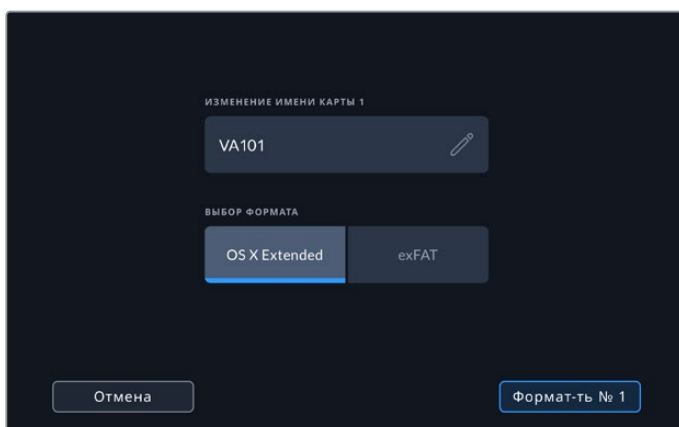 ИЗМЕНЕНИЕ ИМЕНИ КАРТЫ 1
VA101
ВЫБОР ФОРМАТА
OS X Extended exFAT
Отмена Формат-ть № 1